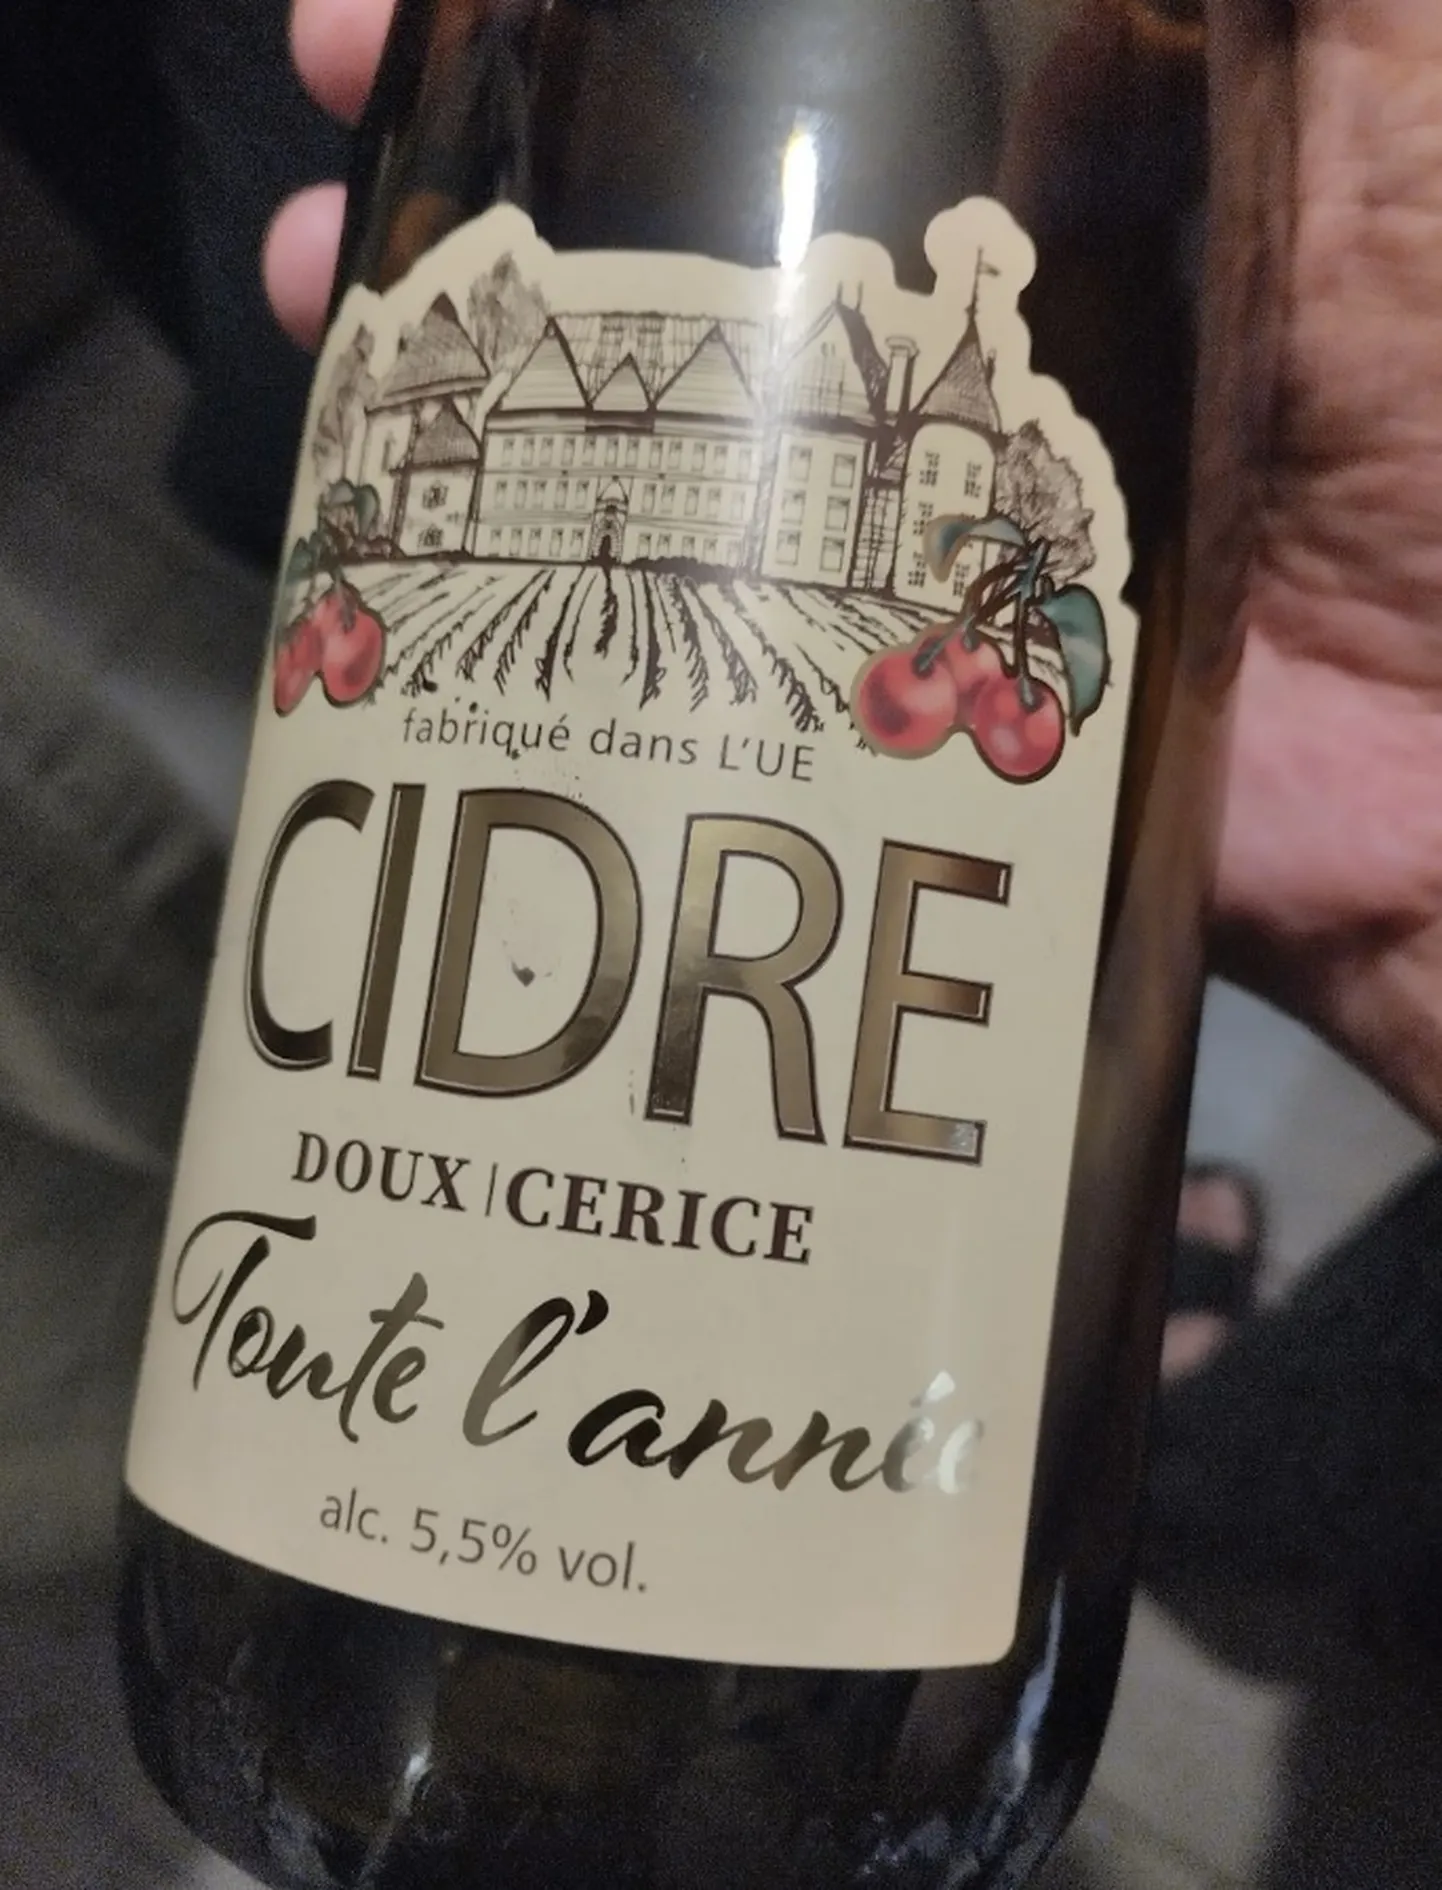 fabriqué dans L'UE
CIDRE
DOUX | CERICE
Toute l'année
alc. 5,5% vol.